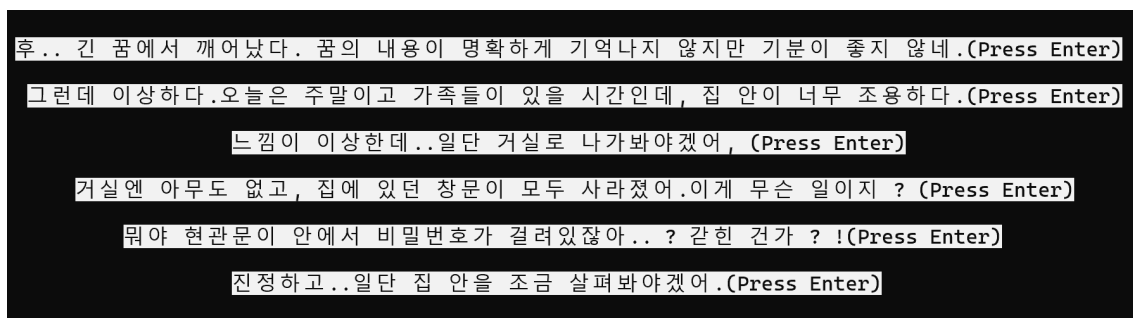 후.. 긴 꿈에서 깨어났다. 꿈의 내용이 명확하게 기억나지 않지만 기분이 좋지 않네.(Press Enter)
그런데 이상하다.오늘은 주말이고 가족들이 있을 시간인데, 집 안이 너무 조용하다.(Press Enter)
느낌이 이상한데..일단 거실로 나가봐야겠어, (Press Enter)
거실엔 아무도 없고, 집에 있던 창문이 모두 사라졌어.이게 무슨 일이지 ? (Press Enter)
뭐야 현관문이 안에서 비밀번호가 걸려있잖아.. ? 갇힌 건가 ? !(Press Enter)
진정하고..일단 집 안을 조금 살펴봐야겠어.(Press Enter)